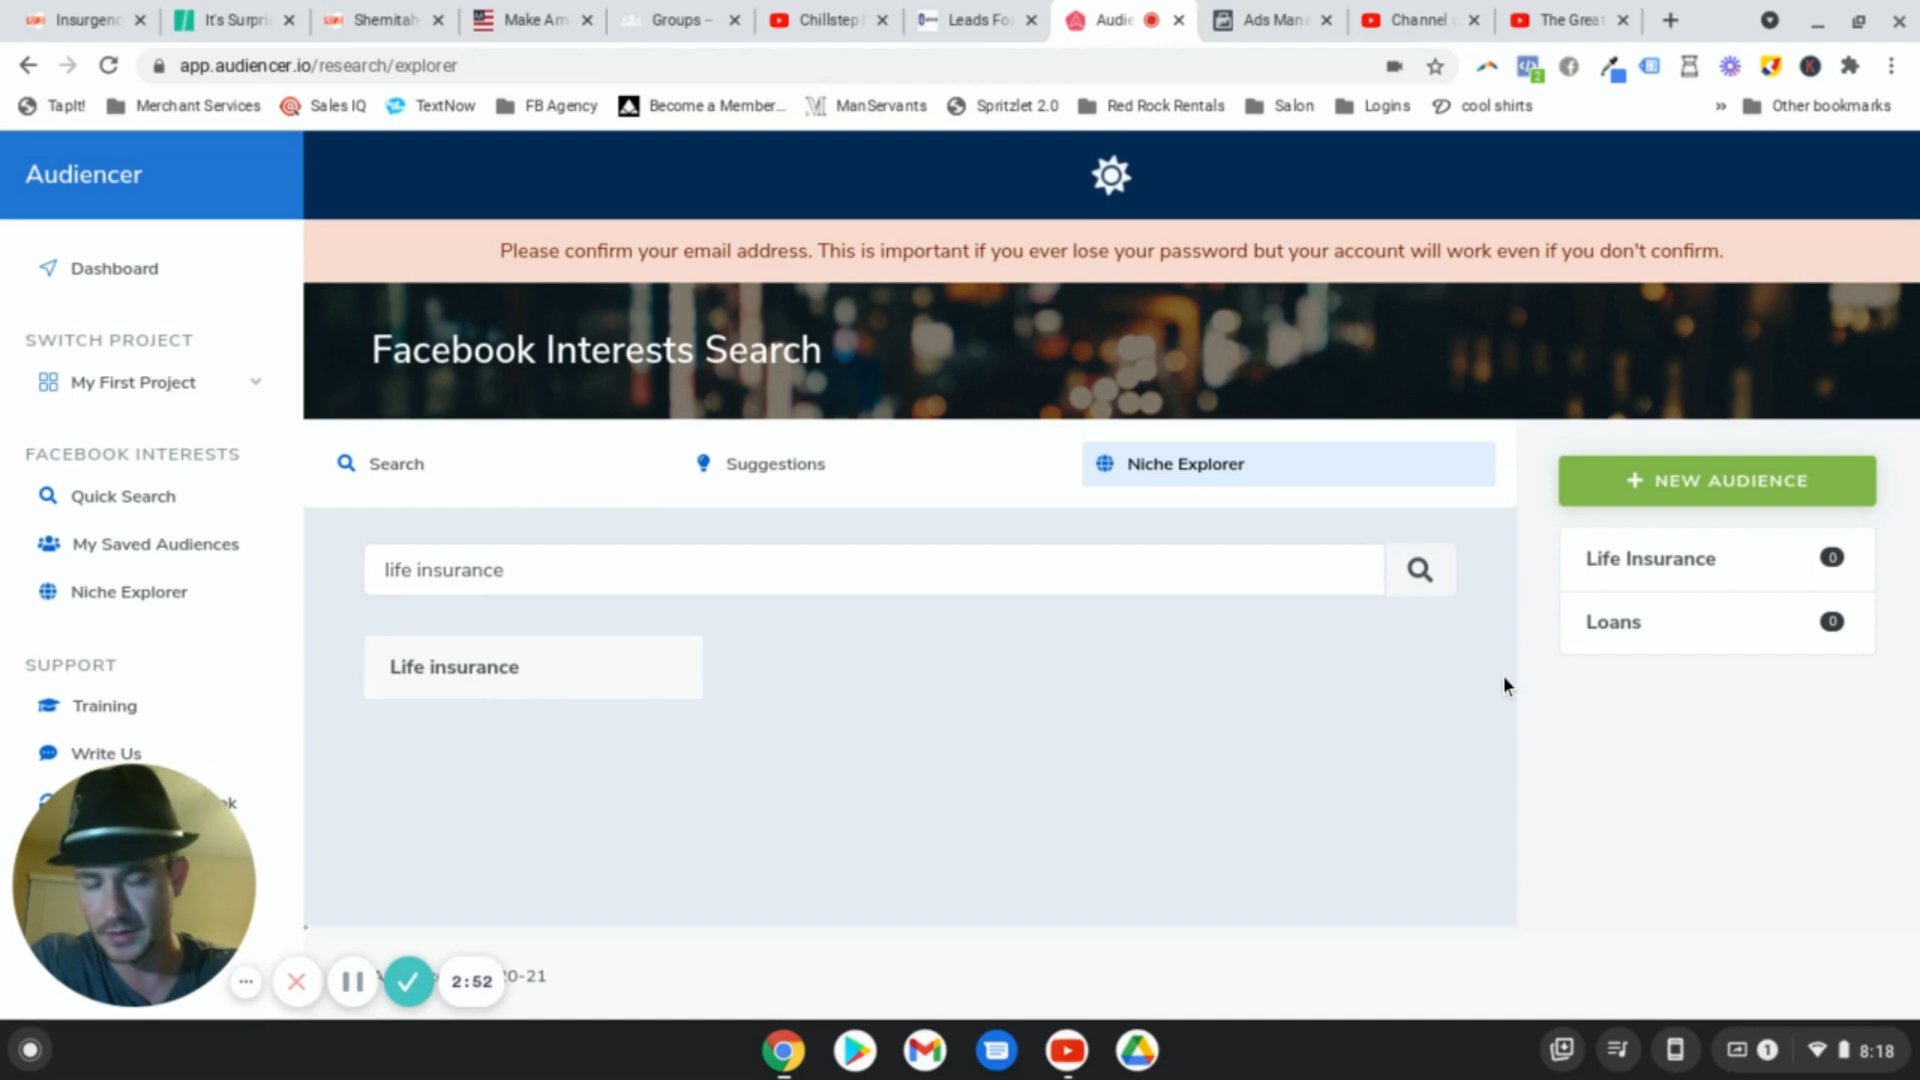 Insurgenc
It's Surpri
Shemitah
Make Am
Groups –
Chillstep
Leads Fo
Audie
Ads Man
Channel
The Great
app.audiencer.io/research/explorer
TapIt!
Merchant Services
Sales IQ
TextNow
FB Agency
Become a Member...
ManServants
Spritzlet 2.0
Red Rock Rentals
Salon
Logins
cool shirts
»
Other bookmarks
Audiencer
Please confirm your email address. This is important if you ever lose your password but your account will work even if you don't confirm.
Dashboard
SWITCH PROJECT
My First Project
FACEBOOK INTERESTS
Quick Search
My Saved Audiences
Niche Explorer
SUPPORT
Training
Write Us
Facebook Interests Search
Search
Suggestions
Niche Explorer
life insurance
Life insurance
+ NEW AUDIENCE
Life Insurance 0
Loans 0
2:52
20-21
1
8:18